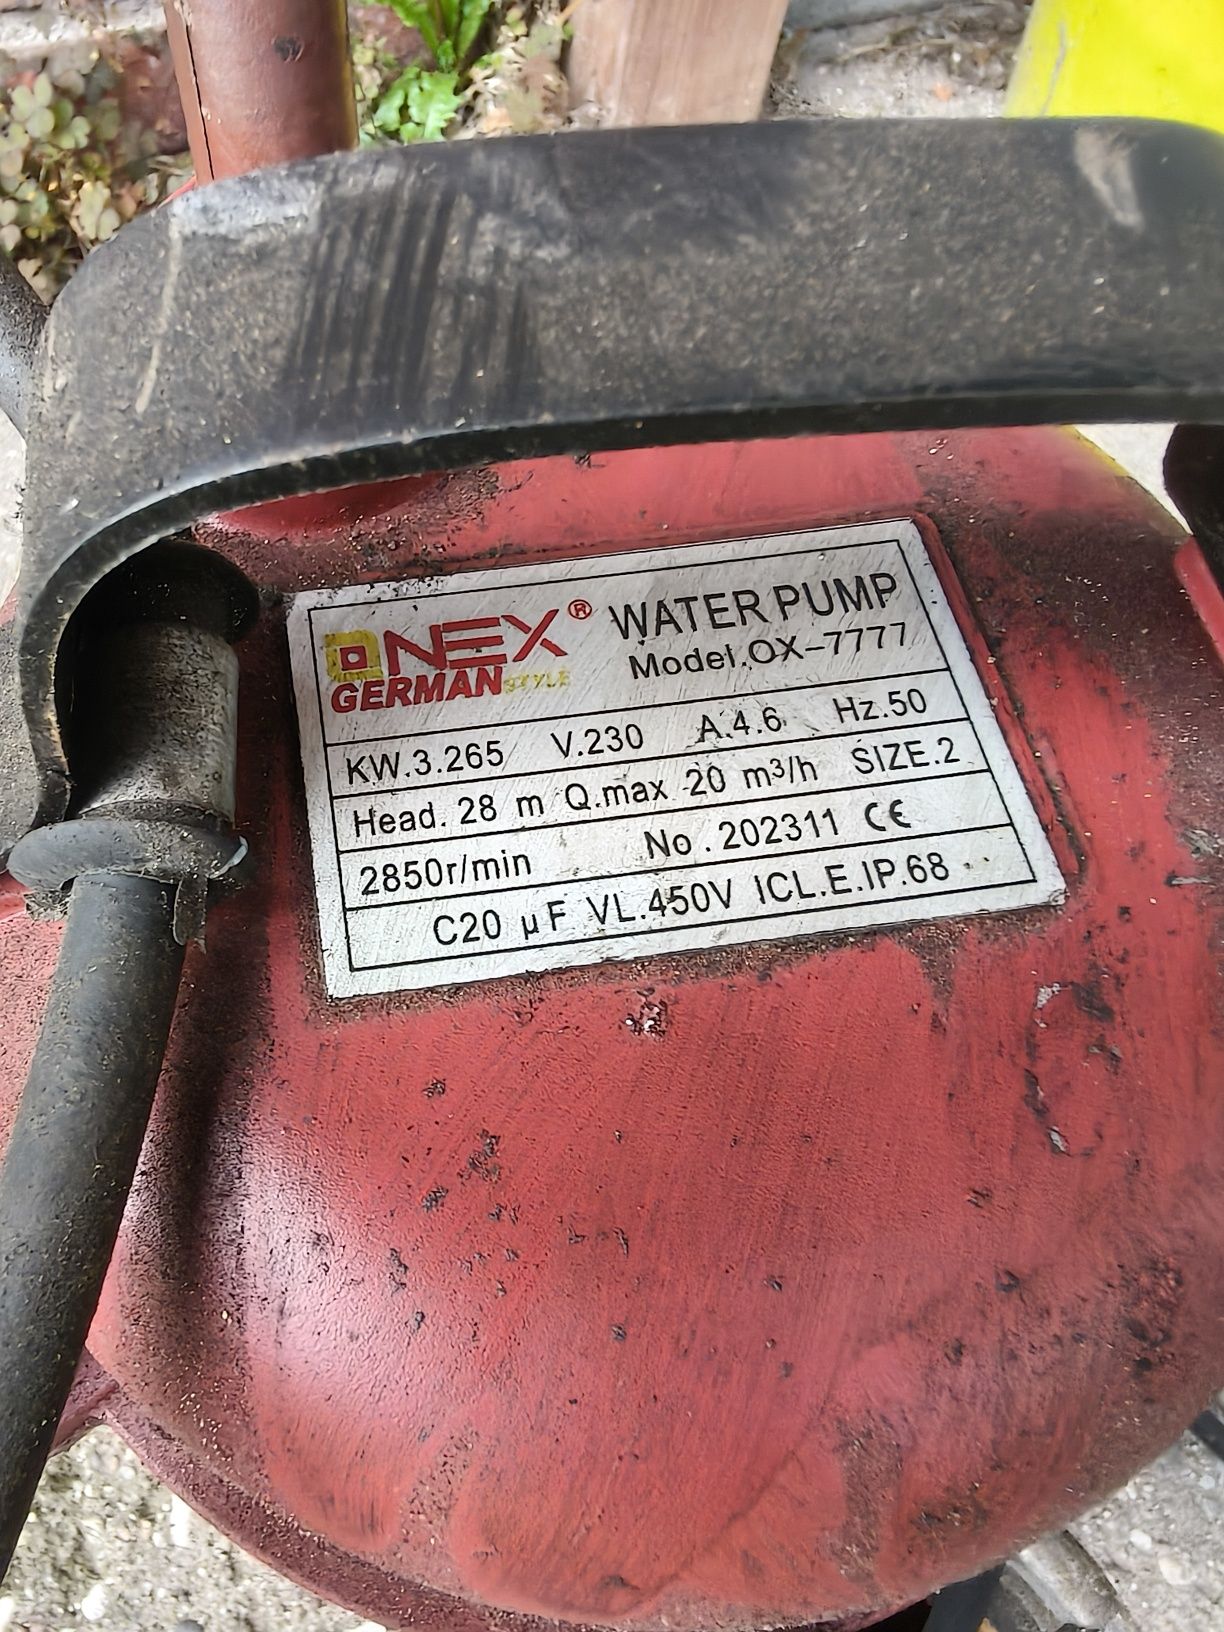 ONEX® WATER PUMP
GERMAN STYLE Model.OX-7777
KW.3.265 V.230 A.4.6 Hz.50
Head. 28 m Q.max 20 m³/h SIZE.2
2850r/min No.202311 CE
C20 µF VL.450V ICL.E.IP.68